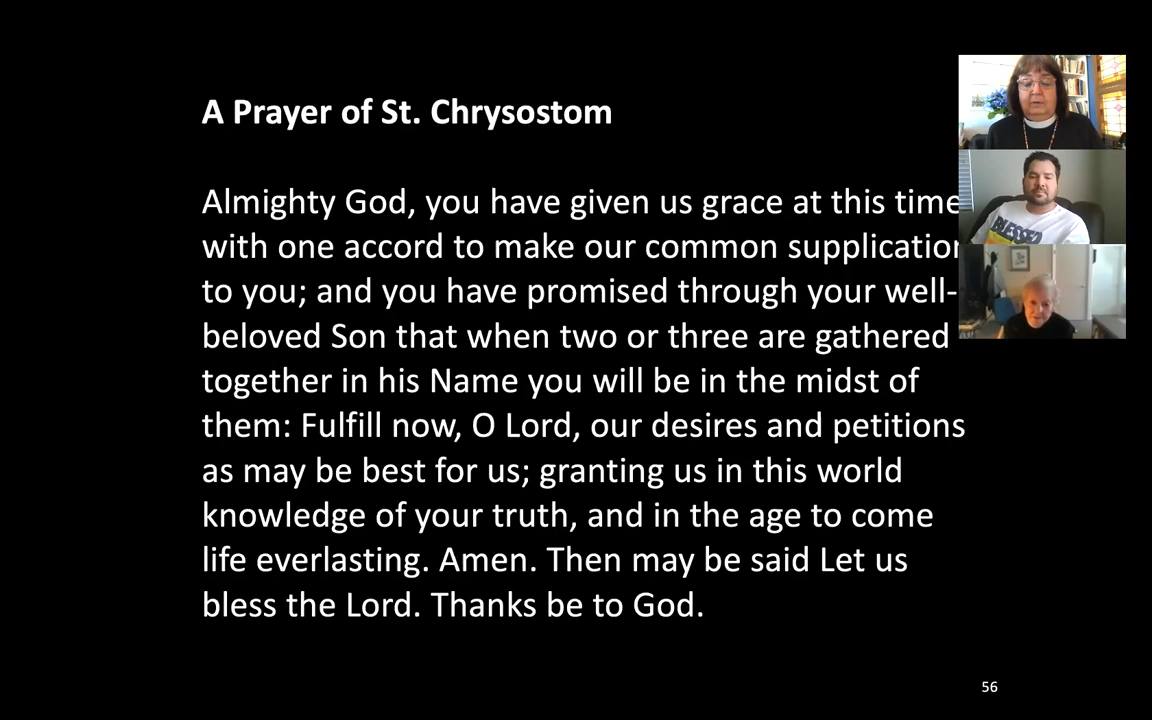 A Prayer of St. Chrysostom
Almighty God, you have given us grace at this time
with one accord to make our common supplication
to you; and you have promised through your well-
beloved Son that when two or three are gathered
together in his Name you will be in the midst of
them: Fulfill now, O Lord, our desires and petitions
as may be best for us; granting us in this world
knowledge of your truth, and in the age to come
life everlasting. Amen. Then may be said Let us
bless the Lord. Thanks be to God.
BLESSED
56